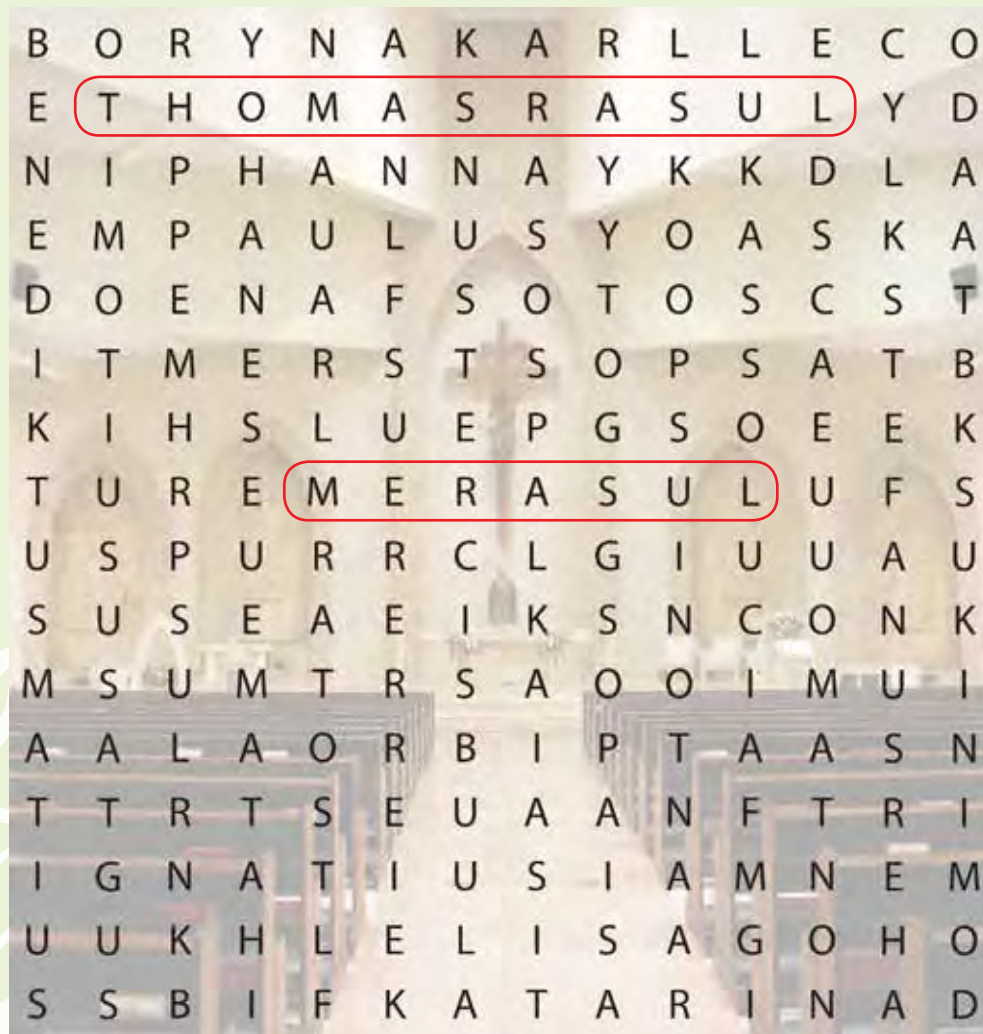 B O R Y N A K A R L L E C O
E T H O M A S R A S U L Y D
N I P H A N N A Y K K D L A
E M P A U L U S Y O A S K A
D O E N A F S O T O S C S T
I T M E R S T S O P S A T B
K I H S L U E P G S O E E K
T U R E M E R A S U L U F S
U S P U R R C L G I U U A U
S U S E A E I K S N C O N K
M S U M T R S A O O I M U I
A A L A O R B I P T A A S N
T T R T S E U A A N F T R I
I G N A T I U S I A M N E M
U U K H L E L I S A G O H O
S S B I F K A T A R I N A D